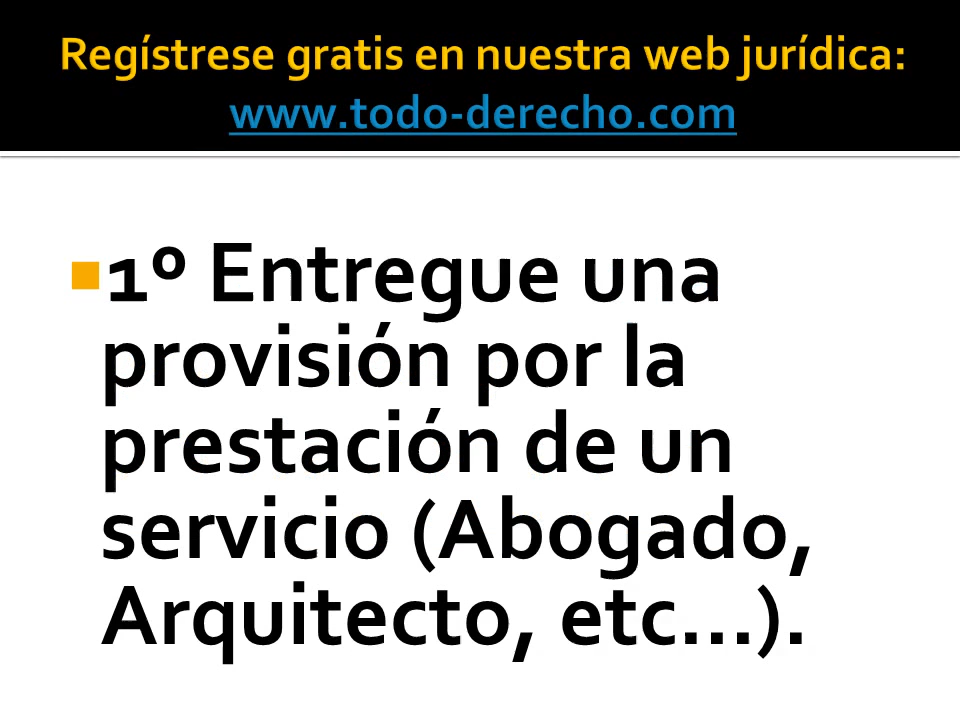 Regístrese gratis en nuestra web jurídica:
www.todo-derecho.com
1º Entregue una
provisión por la
prestación de un
servicio (Abogado,
Arquitecto, etc…).